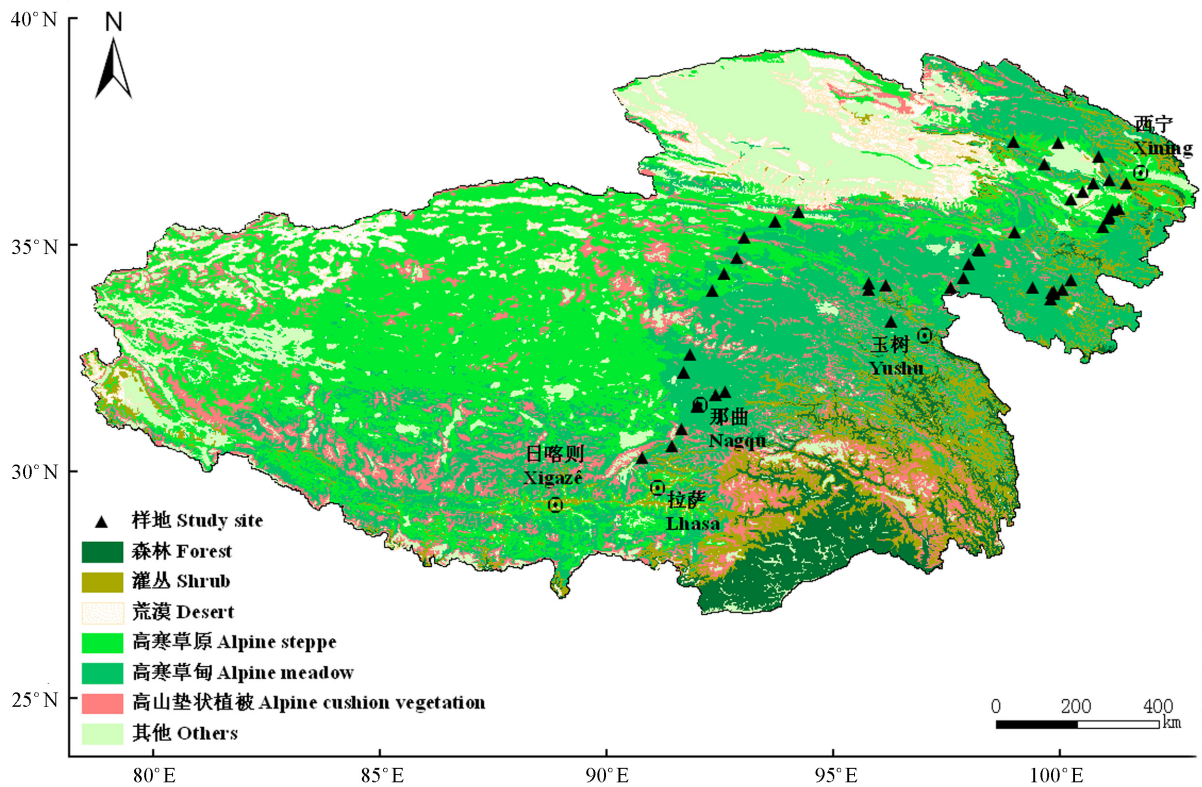 40°N
N
西宁
Xining
35°N
玉树
Yushu
那曲
Nagqu
日喀则
Xigazê
30°N
拉萨
Lhasa
样地 Study site
森林 Forest
灌丛 Shrub
荒漠 Desert
高寒草原 Alpine steppe
高寒草甸 Alpine meadow
高山垫状植被 Alpine cushion vegetation
其他 Others
25°N
0 200 400
km
80°E 85°E 90°E 95°E 100°E